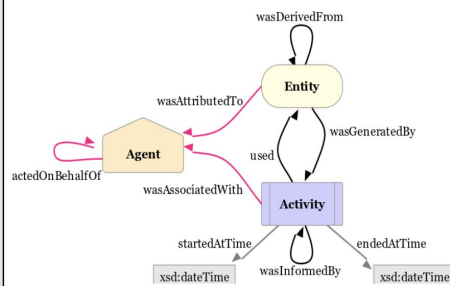 wasDerivedFrom
Entity
wasAttributedTo
wasGeneratedBy
Agent
used
actedOnBehalfOf
wasAssociatedWith
Activity
startedAtTime
endedAtTime
wasInformedBy
xsd:dateTime
xsd:dateTime